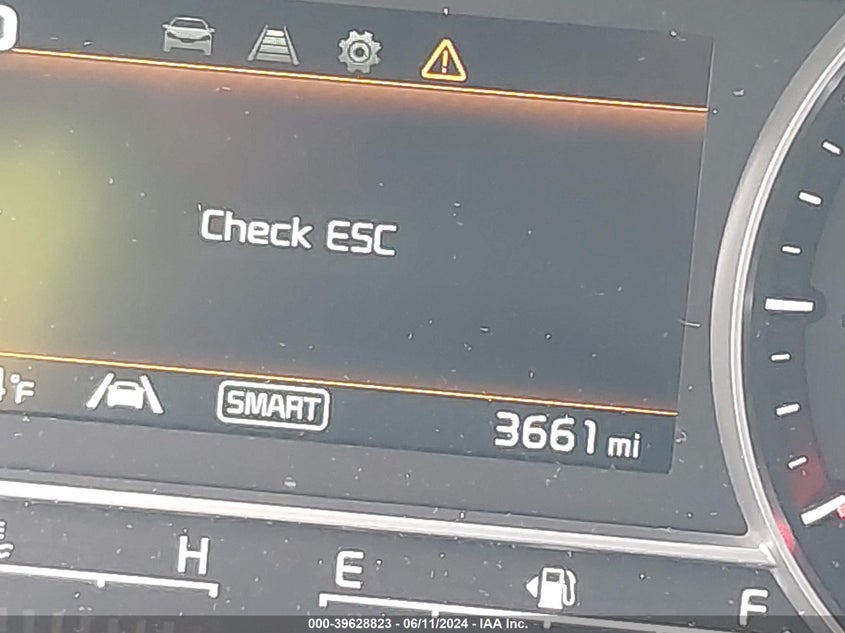 Check ESC
°F
SMART
3661 mi
H
E
F
000-39628823 - 06/11/2024 - IAA Inc.